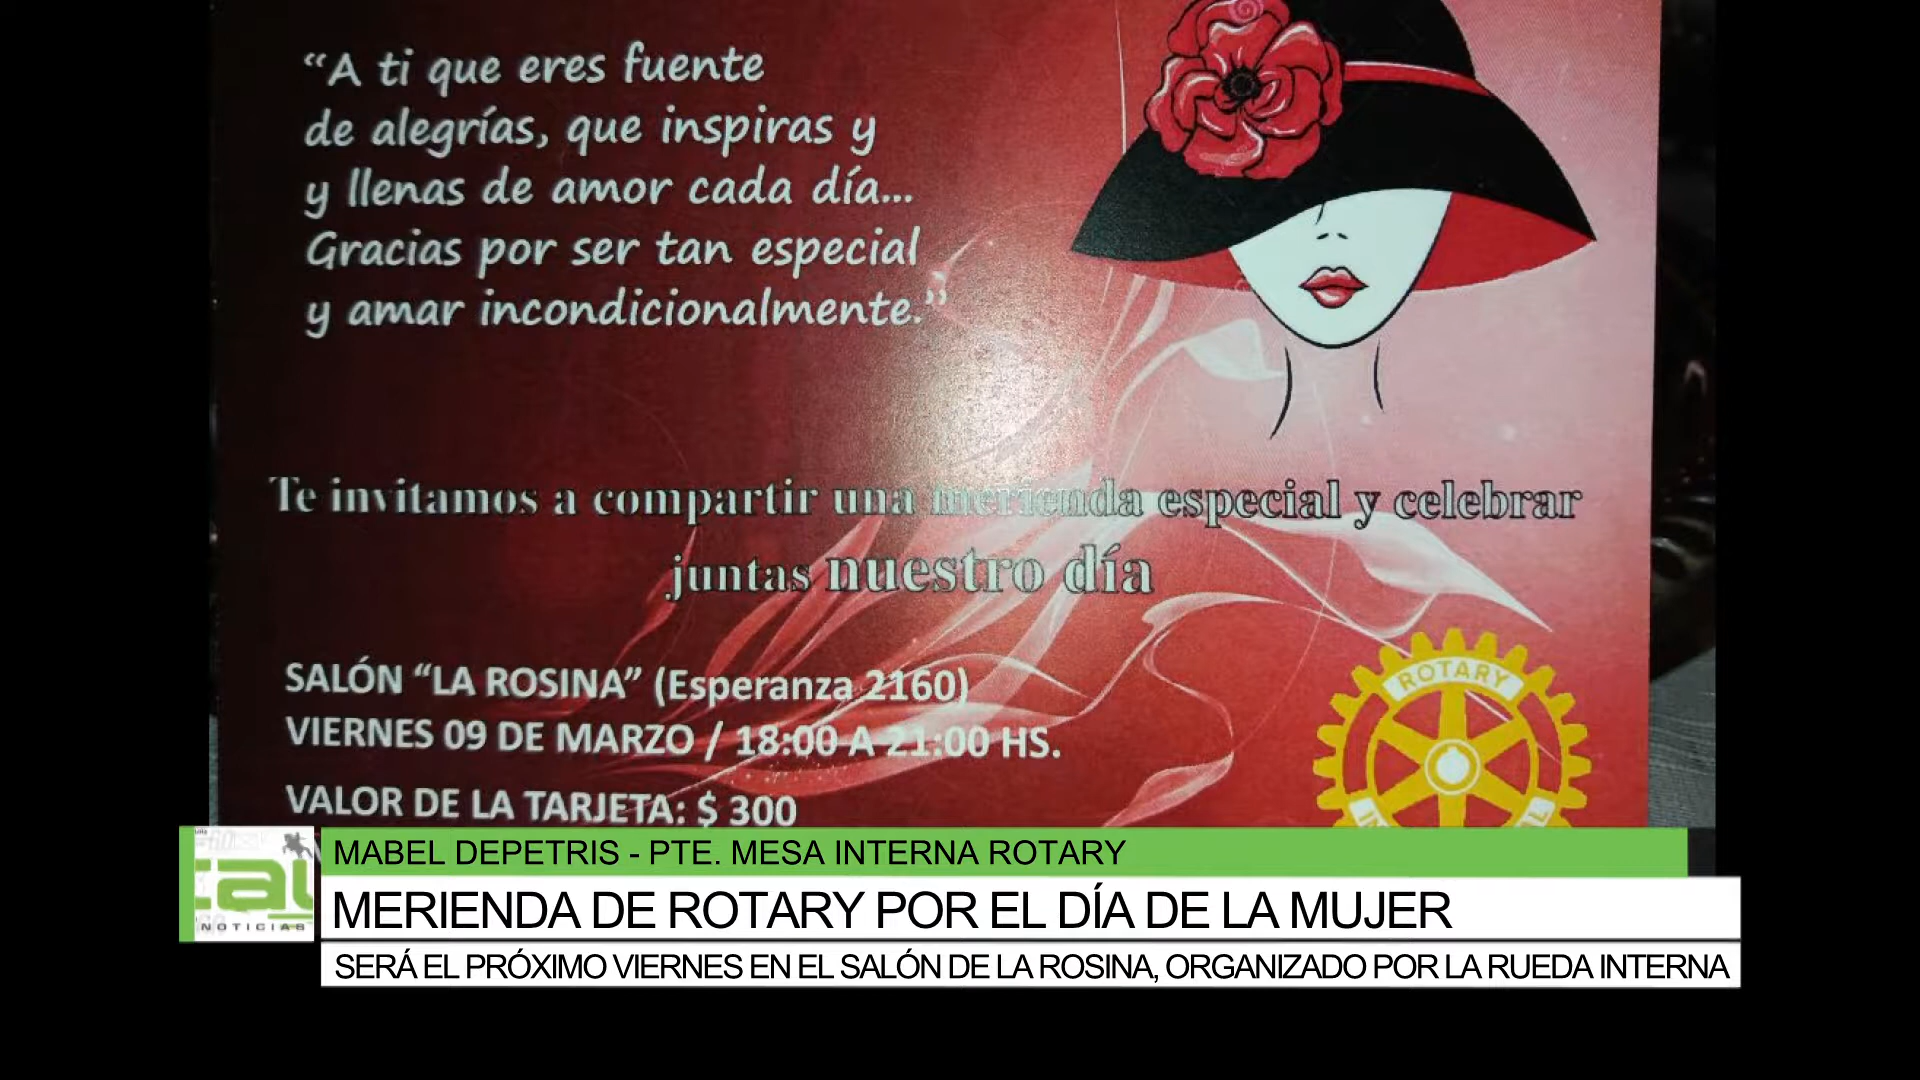 “A ti que eres fuente
de alegrías, que inspiras y
y llenas de amor cada día...
Gracias por ser tan especial
y amar incondicionalmente.”
Te invitamos a compartir una merienda especial y celebrar
juntas nuestro día
SALÓN “LA ROSINA” (Esperanza 2160)
VIERNES 09 DE MARZO / 18:00 A 21:00 HS.
VALOR DE LA TARJETA: $ 300
ROTARY
MABEL DEPETRIS - PTE. MESA INTERNA ROTARY
MERIENDA DE ROTARY POR EL DÍA DE LA MUJER
SERÁ EL PRÓXIMO VIERNES EN EL SALÓN DE LA ROSINA, ORGANIZADO POR LA RUEDA INTERNA
NOTICIAS